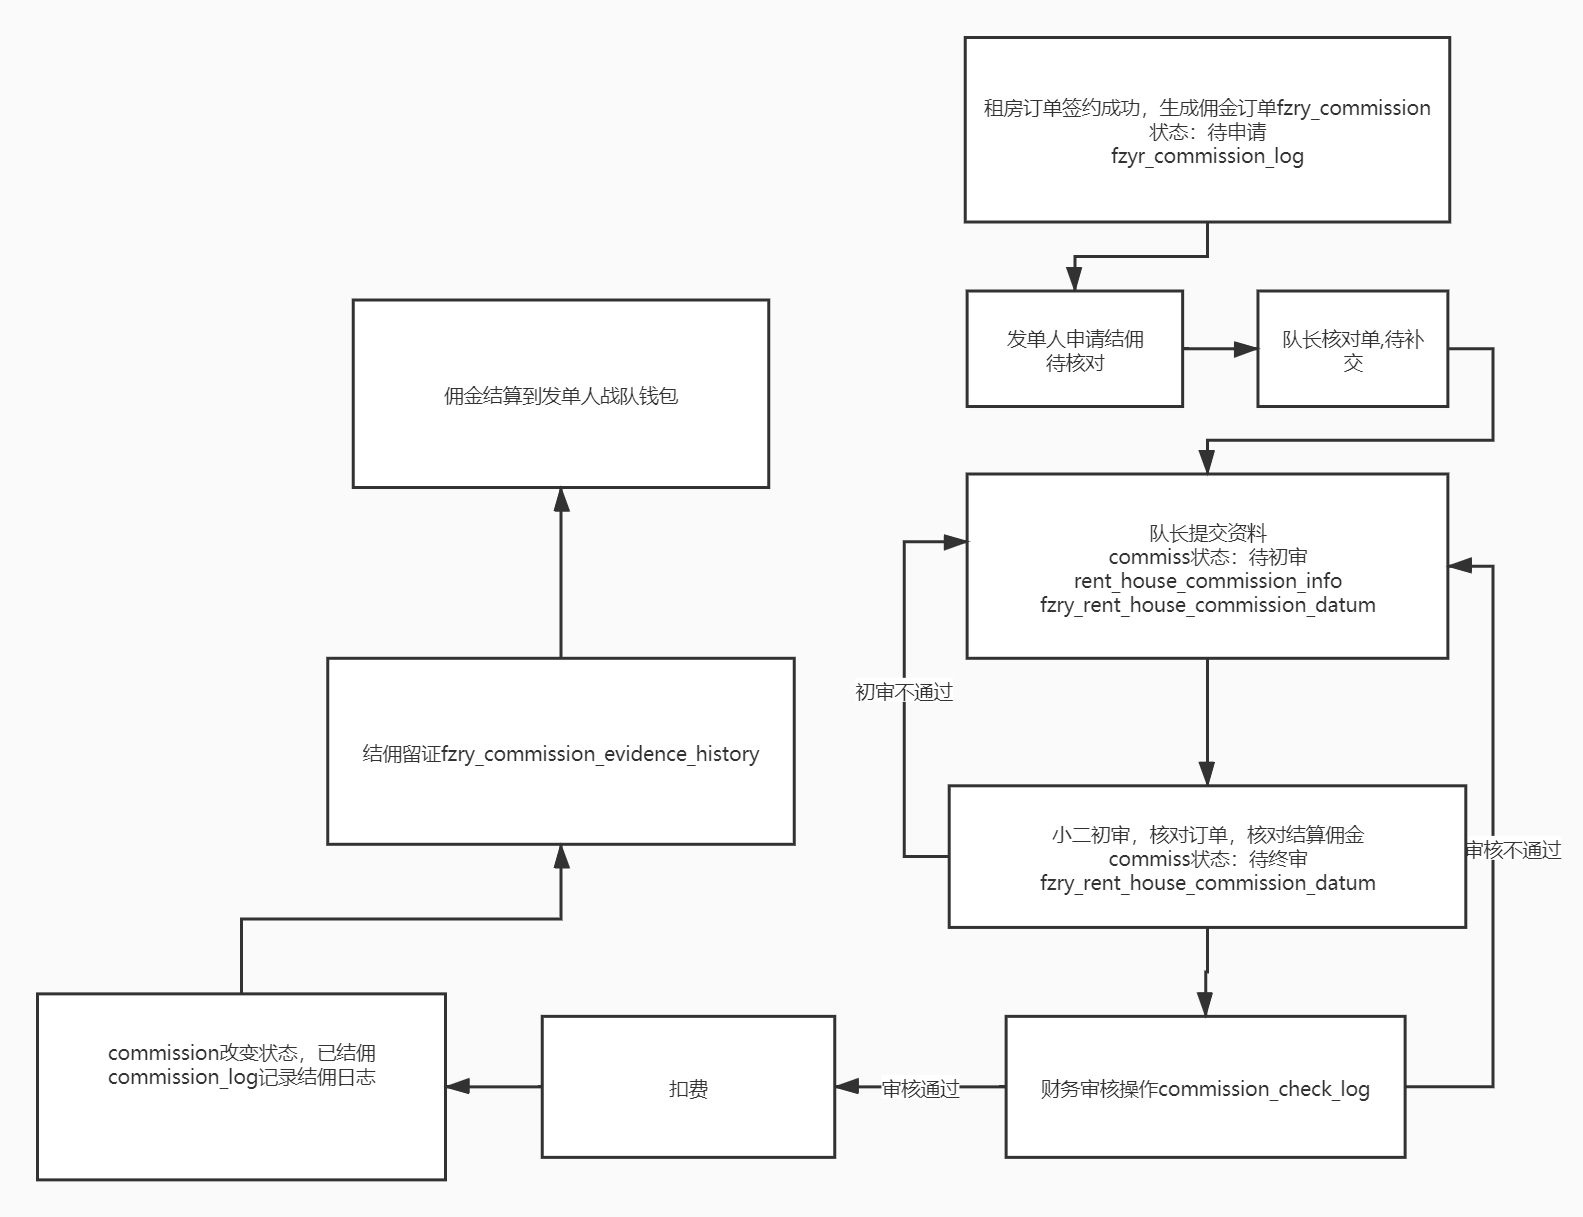 租房订单签约成功，生成佣金订单fzry_commission
状态：待申请
fzyr_commission_log
发单人申请结佣
待核对
队长核对单,待补
交
佣金结算到发单人战队钱包
队长提交资料
commiss状态：待初审
rent_house_commission_info
fzry_rent_house_commission_datum
初审不通过
结佣留证fzry_commission_evidence_history
小二初审，核对订单，核对结算佣金
commiss状态：待终审
fzry_rent_house_commission_datum
审核不通过
commission改变状态，已结佣
commission_log记录结佣日志
扣费
审核通过
财务审核操作commission_check_log